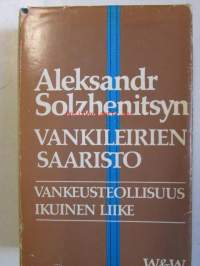 Aleksandr
Solzhenitsyn
VANKILEIRIEN
SAARISTO
VANKEUSTEOLLISUUS
IKUINEN LIIKE
W&W